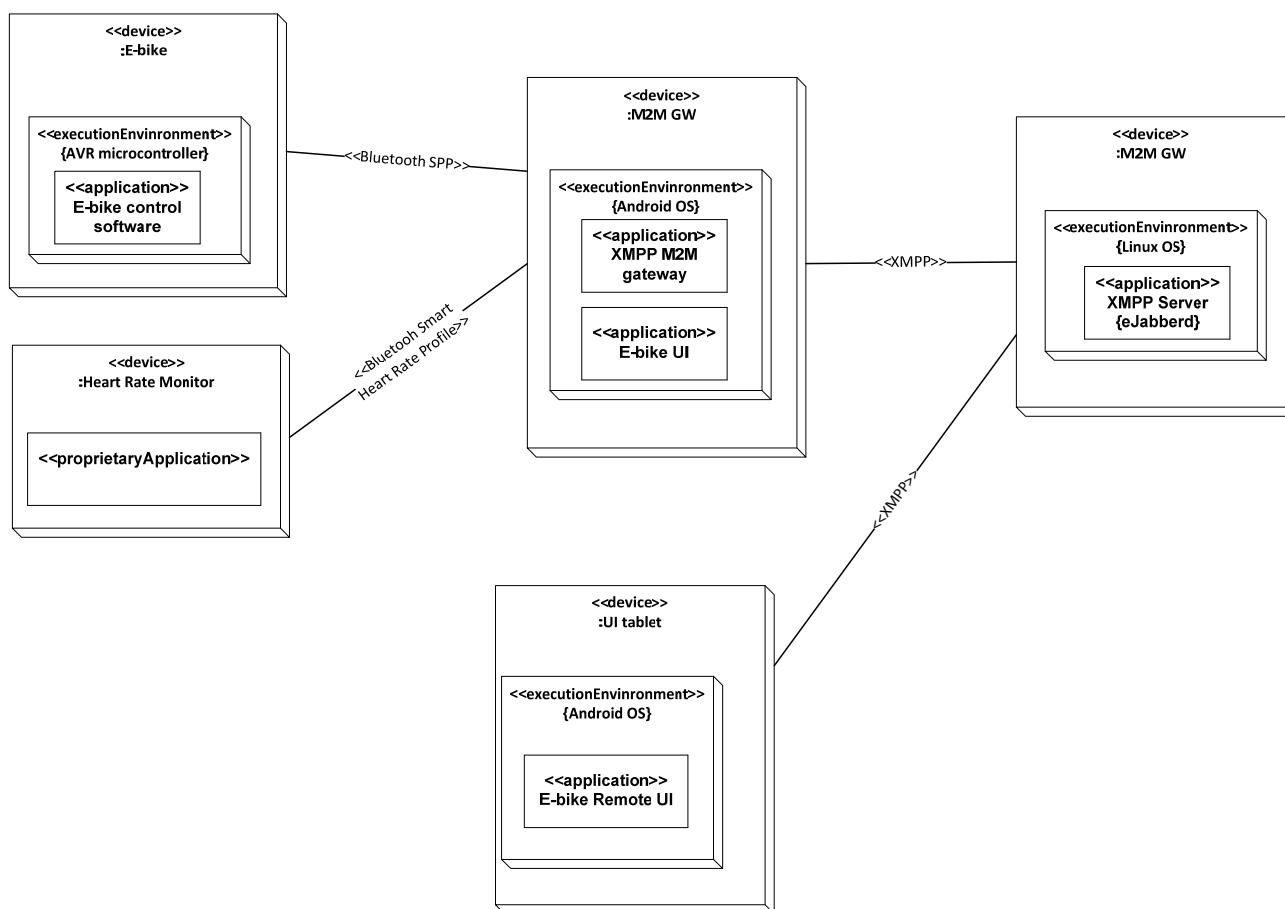 <<device>>
:E-bike
<<executionEnvinronment>>
{AVR microcontroller}
<<application>>
E-bike control
software
<<Bluetooth SPP>>
<<device>>
:Heart Rate Monitor
<<proprietaryApplication>>
<<Bluetooh Smart
Heart Rate Profile>>
<<device>>
:M2M GW
<<executionEnvinronment>>
{Android OS}
<<application>>
XMPP M2M
gateway
<<application>>
E-bike UI
<<XMPP>>
<<device>>
:M2M GW
<<executionEnvinronment>>
{Linux OS}
<<application>>
XMPP Server
{eJabberd}
<<XMPP>>
<<device>>
:UI tablet
<<executionEnvinronment>>
{Android OS}
<<application>>
E-bike Remote UI